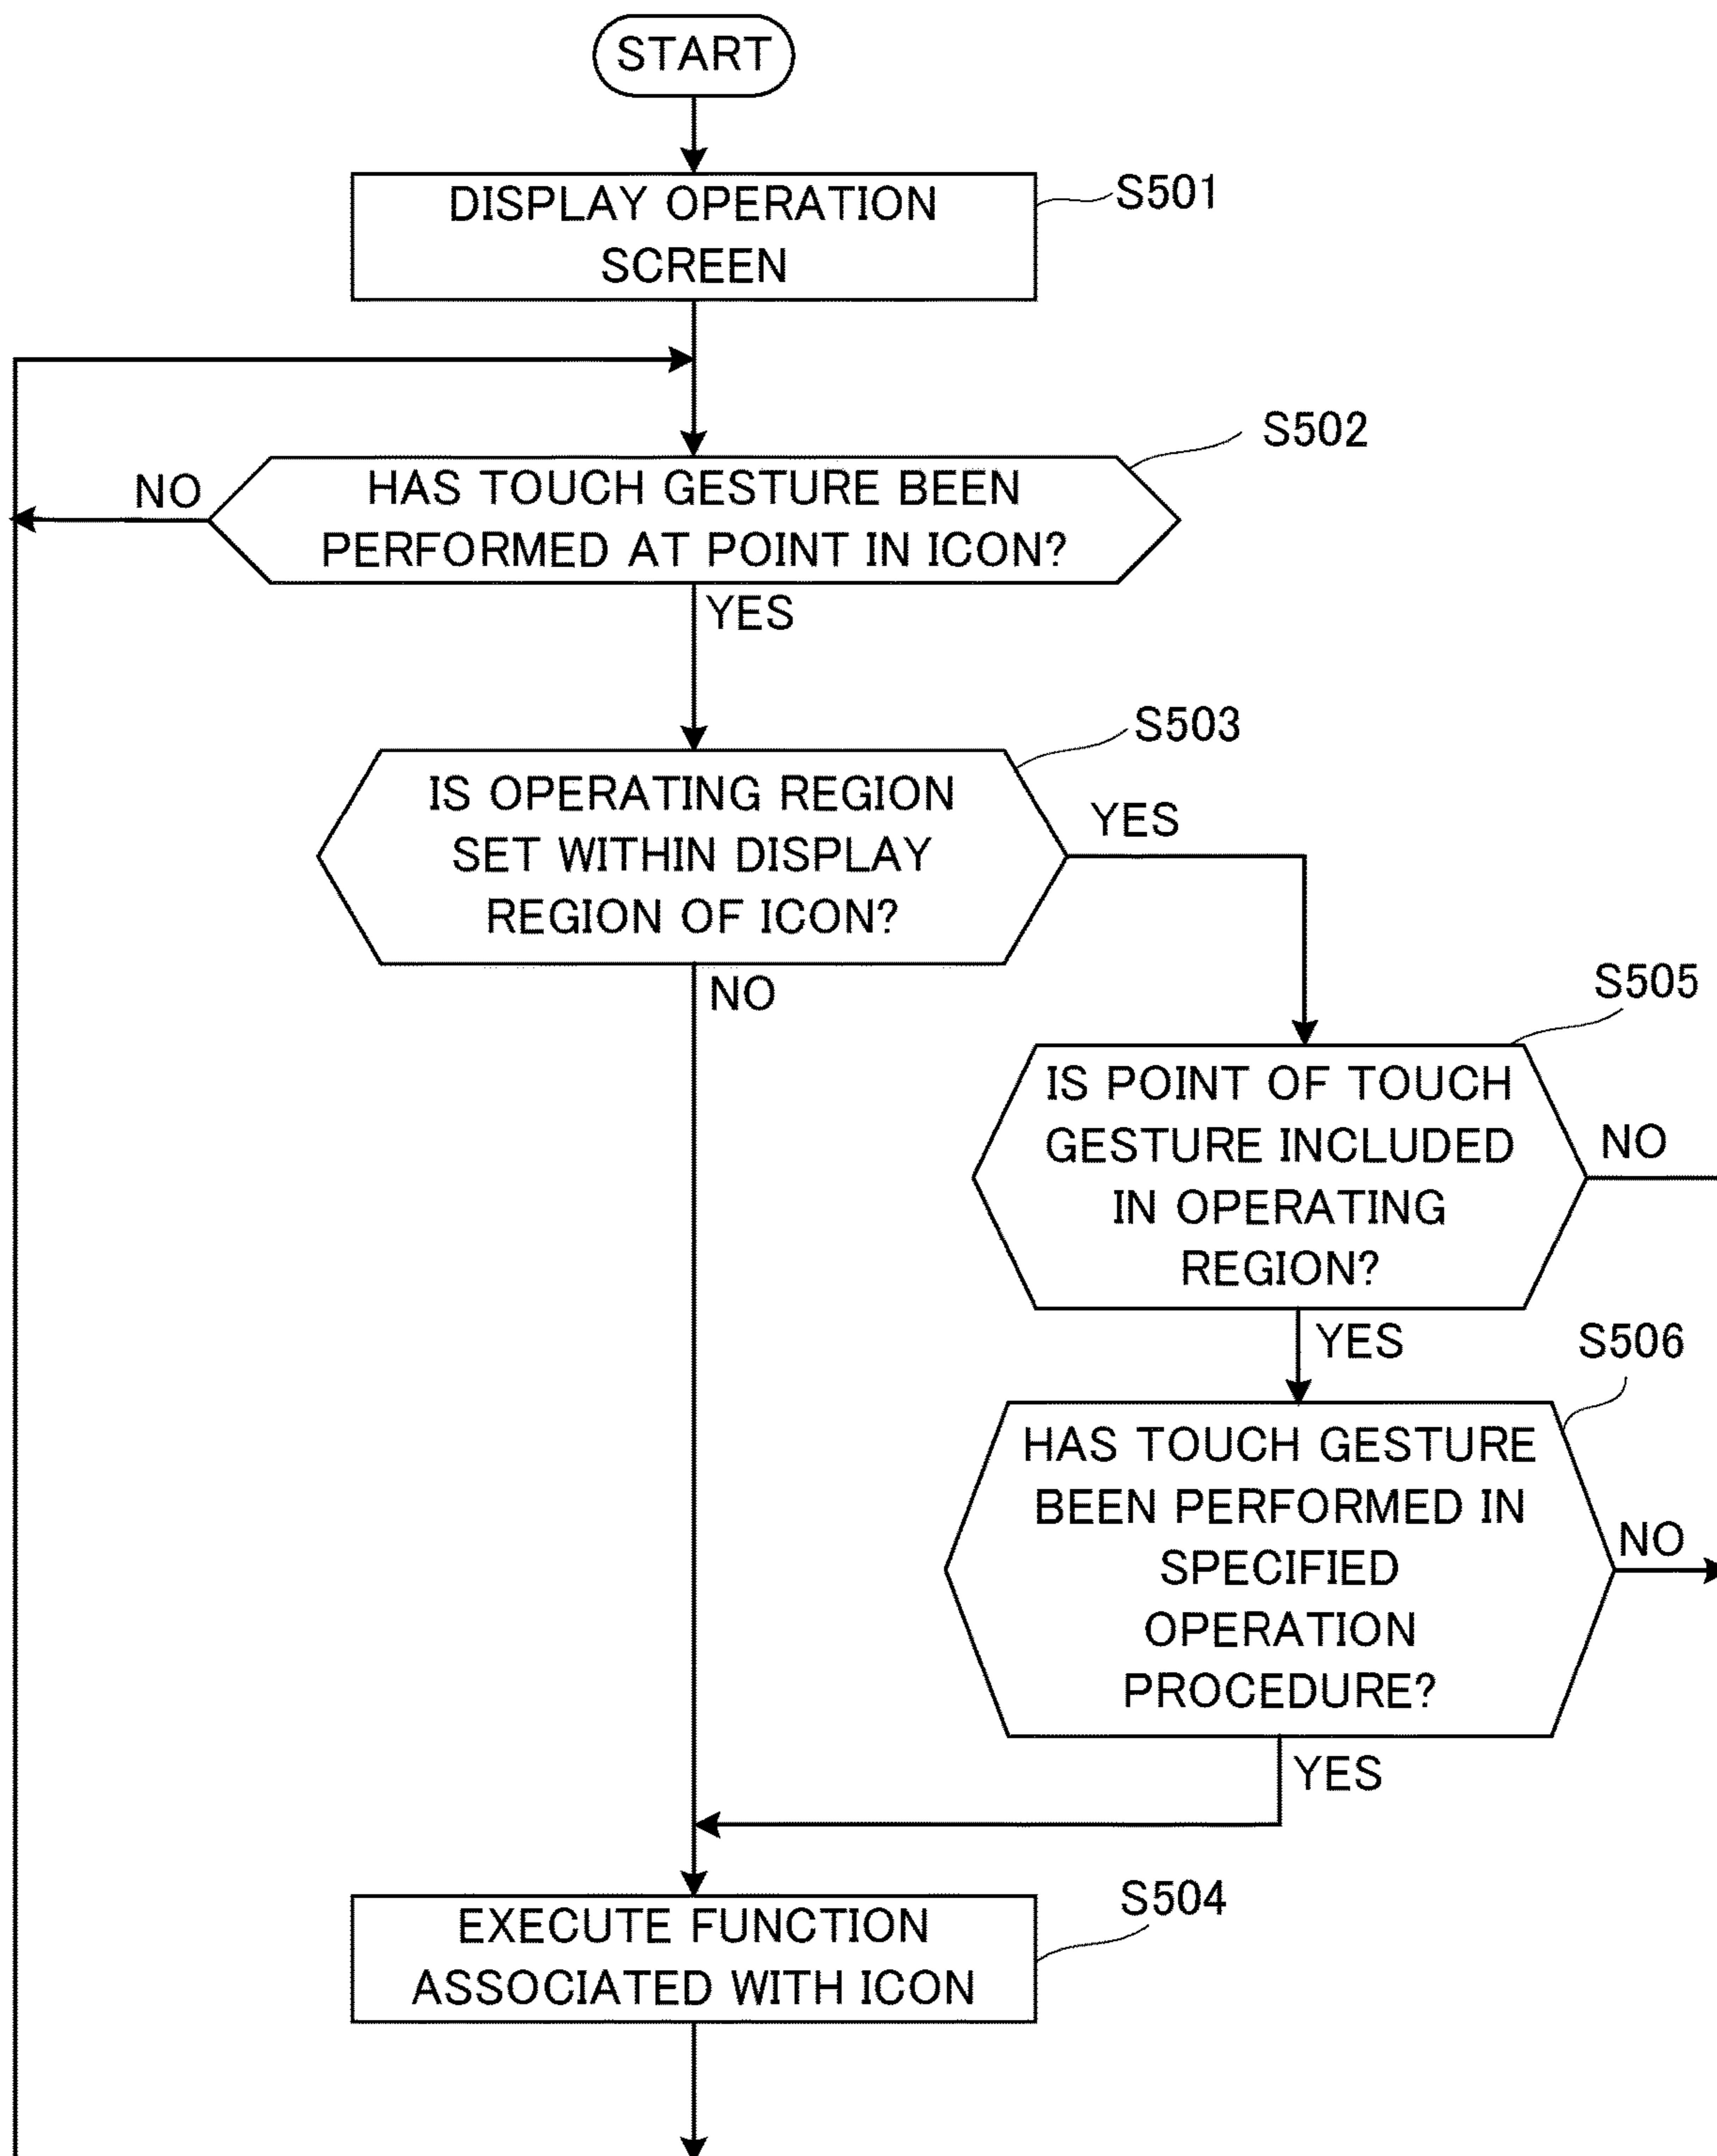 START
DISPLAY OPERATION
SCREEN
S501
S502
NO
HAS TOUCH GESTURE BEEN
PERFORMED AT POINT IN ICON?
YES
S503
IS OPERATING REGION
SET WITHIN DISPLAY
REGION OF ICON?
YES
NO
S505
IS POINT OF TOUCH
GESTURE INCLUDED
IN OPERATING
REGION?
NO
YES
S506
HAS TOUCH GESTURE
BEEN PERFORMED IN
SPECIFIED
OPERATION
PROCEDURE?
NO
YES
S504
EXECUTE FUNCTION
ASSOCIATED WITH ICON